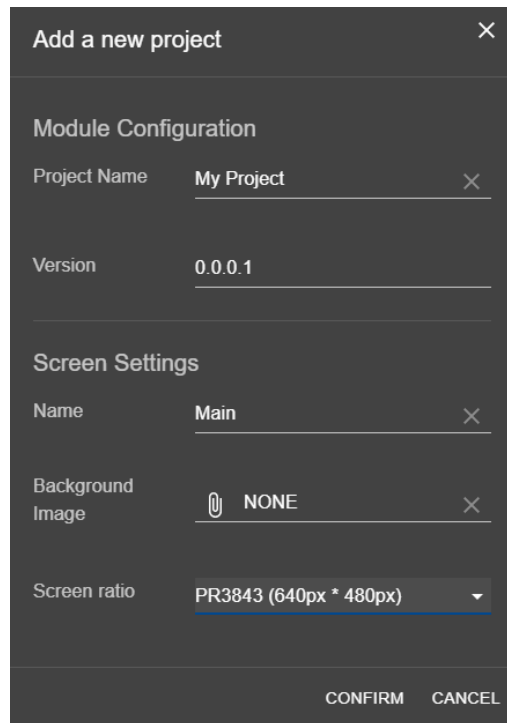 Add a new project
Module Configuration
Project Name My Project
Version 0.0.0.1
Screen Settings
Name Main
Background
Image
NONE
Screen ratio PR3843 (640px * 480px)
CONFIRM CANCEL